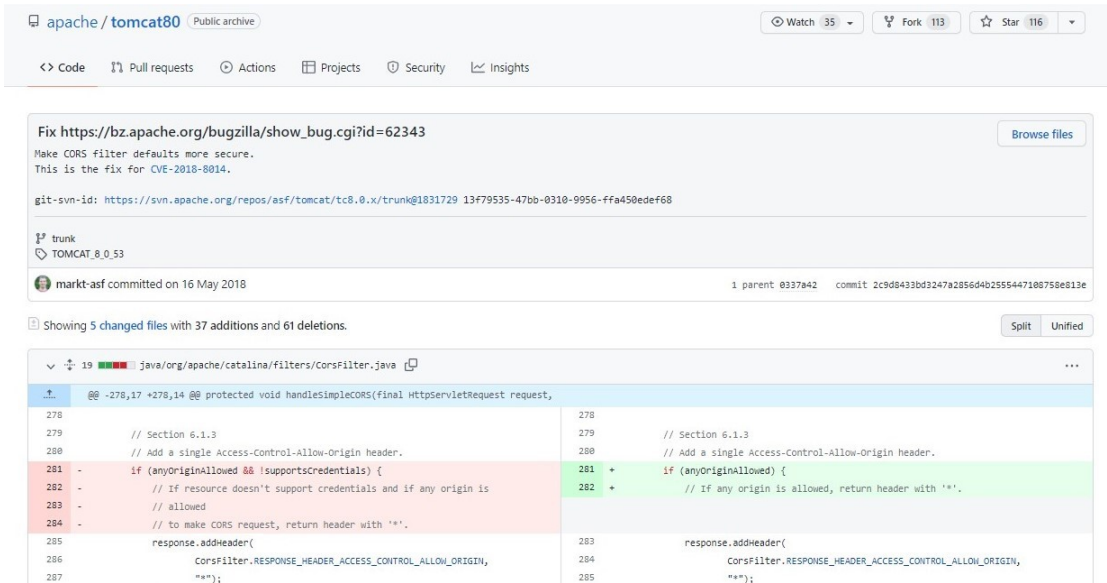 apache / tomcat80 Public archive
Watch 35
Fork 113
Star 116
<> Code Pull requests Actions Projects Security Insights
Fix https://bz.apache.org/bugzilla/show_bug.cgi?id=62343
Browse files
Make CORS filter defaults more secure.
This is the fix for CVE-2018-8014.
git-svn-id: https://svn.apache.org/repos/asf/tomcat/tc8.0.x/trunk@1831729 13f79535-47bb-0310-9956-ffa450edef68
trunk
TOMCAT_8_0_53
markt-asf committed on 16 May 2018
1 parent 0337a42 commit 2c9d8433bd3247a2856d4b2555447108758e813e
Showing 5 changed files with 37 additions and 61 deletions.
Split Unified
19 java/org/apache/catalina/filters/CorsFilter.java ...
@@ -278,17 +278,14 @@ protected void handleSimpleCORS(final HttpServletRequest request,
278
279 // Section 6.1.3
280 // Add a single Access-Control-Allow-Origin header.
281 - if (anyOriginAllowed && !supportsCredentials) {
282 - // If resource doesn't support credentials and if any origin is
283 - // allowed
284 - // to make CORS request, return header with '*'.
285 response.addHeader(
286 CorsFilter.RESPONSE_HEADER_ACCESS_CONTROL_ALLOW_ORIGIN,
287 "*");
278
279 // Section 6.1.3
280 // Add a single Access-Control-Allow-Origin header.
281 + if (anyOriginAllowed) {
282 + // If any origin is allowed, return header with '*'.
283 response.addHeader(
284 CorsFilter.RESPONSE_HEADER_ACCESS_CONTROL_ALLOW_ORIGIN,
285 "*");